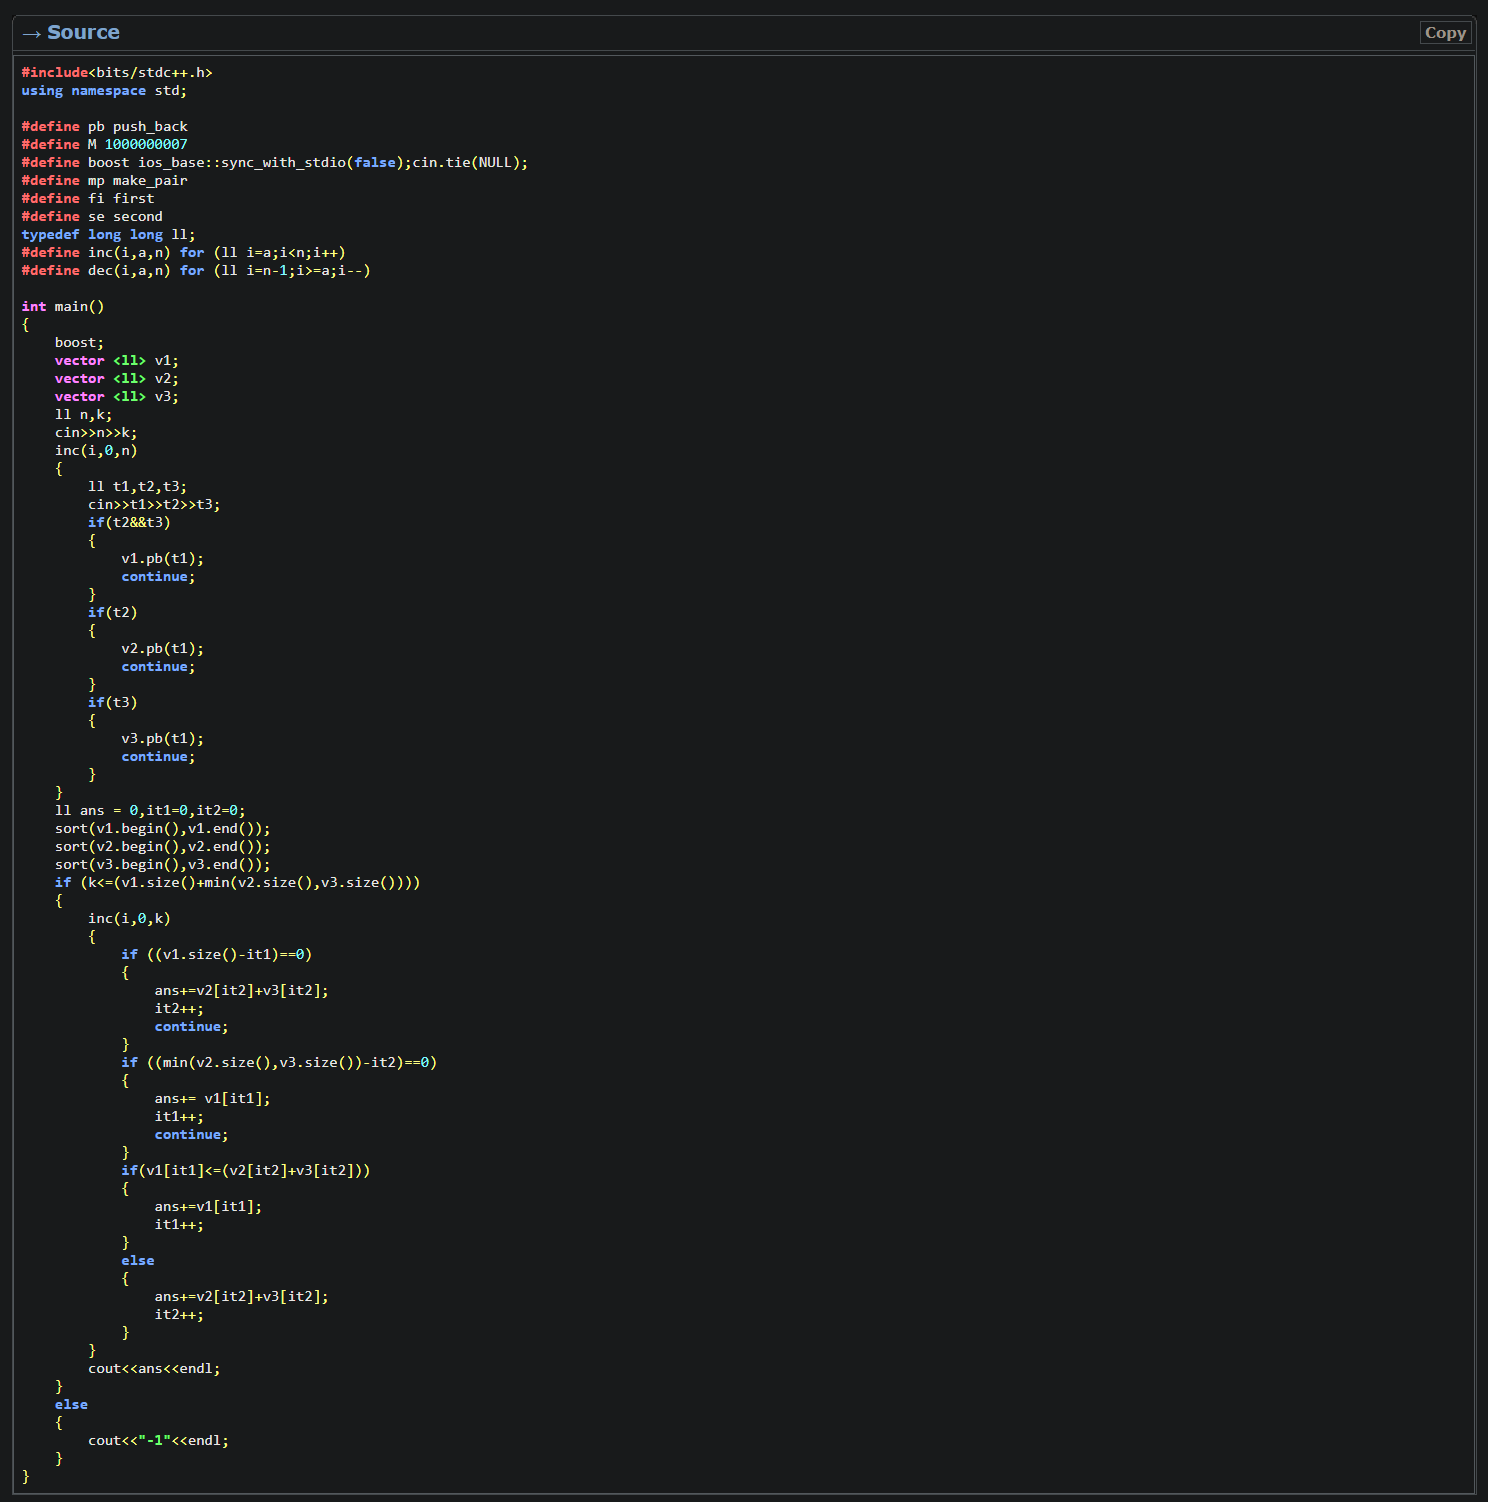 → Source
Copy
#include<bits/stdc++.h>
using namespace std;

#define pb push_back
#define M 1000000007
#define boost ios_base::sync_with_stdio(false);cin.tie(NULL);
#define mp make_pair
#define fi first
#define se second
typedef long long ll;
#define inc(i,a,n) for (ll i=a;i<n;i++)
#define dec(i,a,n) for (ll i=n-1;i>=a;i--)

int main()
{
    boost;
    vector <ll> v1;
    vector <ll> v2;
    vector <ll> v3;
    ll n,k;
    cin>>n>>k;
    inc(i,0,n)
    {
        ll t1,t2,t3;
        cin>>t1>>t2>>t3;
        if(t2&&t3)
        {
            v1.pb(t1);
            continue;
        }
        if(t2)
        {
            v2.pb(t1);
            continue;
        }
        if(t3)
        {
            v3.pb(t1);
            continue;
        }
    }
    ll ans = 0,it1=0,it2=0;
    sort(v1.begin(),v1.end());
    sort(v2.begin(),v2.end());
    sort(v3.begin(),v3.end());
    if (k<=(v1.size()+min(v2.size(),v3.size())))
    {
        inc(i,0,k)
        {
            if ((v1.size()-it1)==0)
            {
                ans+=v2[it2]+v3[it2];
                it2++;
                continue;
            }
            if ((min(v2.size(),v3.size())-it2)==0)
            {
                ans+= v1[it1];
                it1++;
                continue;
            }
            if(v1[it1]<=(v2[it2]+v3[it2]))
            {
                ans+=v1[it1];
                it1++;
            }
            else
            {
                ans+=v2[it2]+v3[it2];
                it2++;
            }
        }
        cout<<ans<<endl;
    }
    else
    {
        cout<<"-1"<<endl;
    }
}